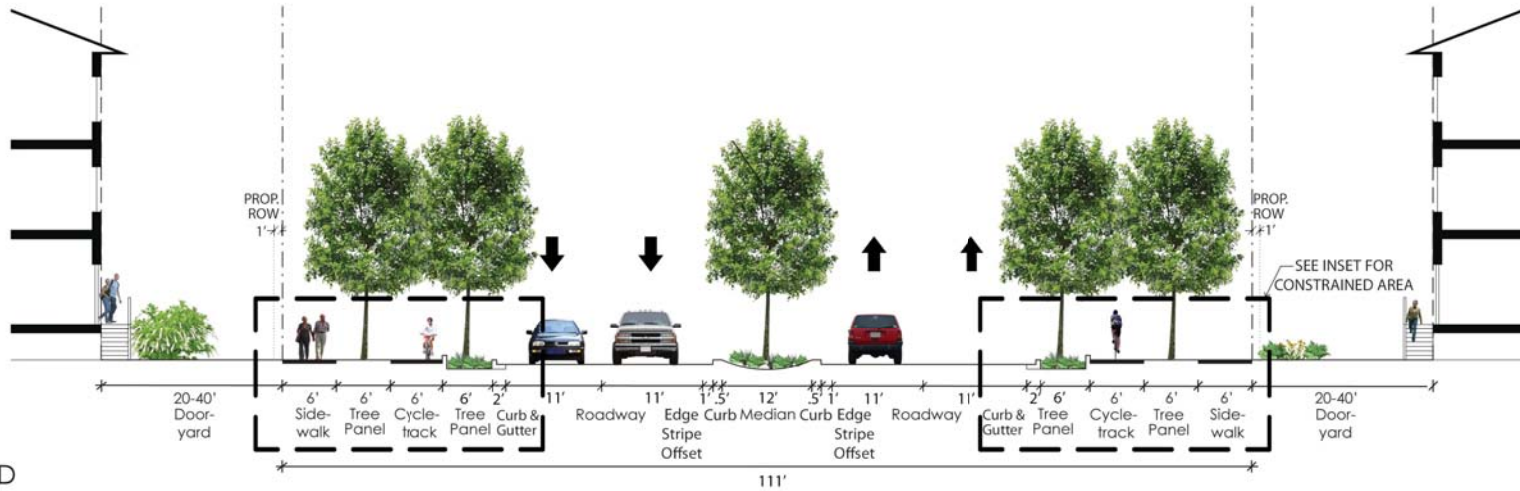 PROP.
ROW
1'
PROP.
ROW
1'
SEE INSET FOR
CONSTRAINED AREA
20-40'
Door-
yard
6'
Side-
walk
6'
Tree
Panel
6'
Cycle-
track
6'
Tree
Panel
2'
Curb &
Gutter
11'
Roadway
11'
1'
Edge
Stripe
Offset
.5'
Curb
12'
Median
.5'
Curb
1'
Edge
Stripe
Offset
11'
Roadway
11'
2'
Curb &
Gutter
6'
Tree
Panel
6'
Cycle-
track
6'
Tree
Panel
6'
Side-
walk
20-40'
Door-
yard
111'
D